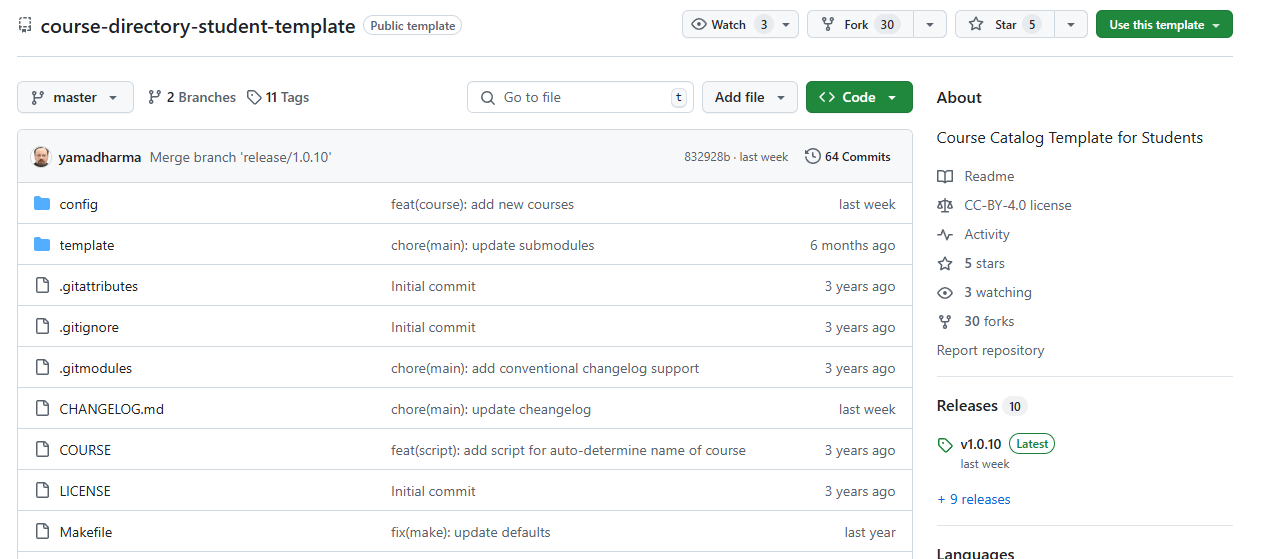 course-directory-student-template Public template Watch 3 Fork 30 Star 5 Use this template
master 2 Branches 11 Tags Go to file t Add file Code
yamadharma Merge branch 'release/1.0.10' 832928b · last week 64 Commits
config feat(course): add new courses last week
template chore(main): update submodules 6 months ago
.gitattributes Initial commit 3 years ago
.gitignore Initial commit 3 years ago
.gitmodules chore(main): add conventional changelog support 3 years ago
CHANGELOG.md chore(main): update cheangelog last week
COURSE feat(script): add script for auto-determine name of course 3 years ago
LICENSE Initial commit 3 years ago
Makefile fix(make): update defaults last year
About
Course Catalog Template for Students
Readme
CC-BY-4.0 license
Activity
5 stars
3 watching
30 forks
Report repository
Releases 10
v1.0.10 Latest
last week
+ 9 releases
Languages